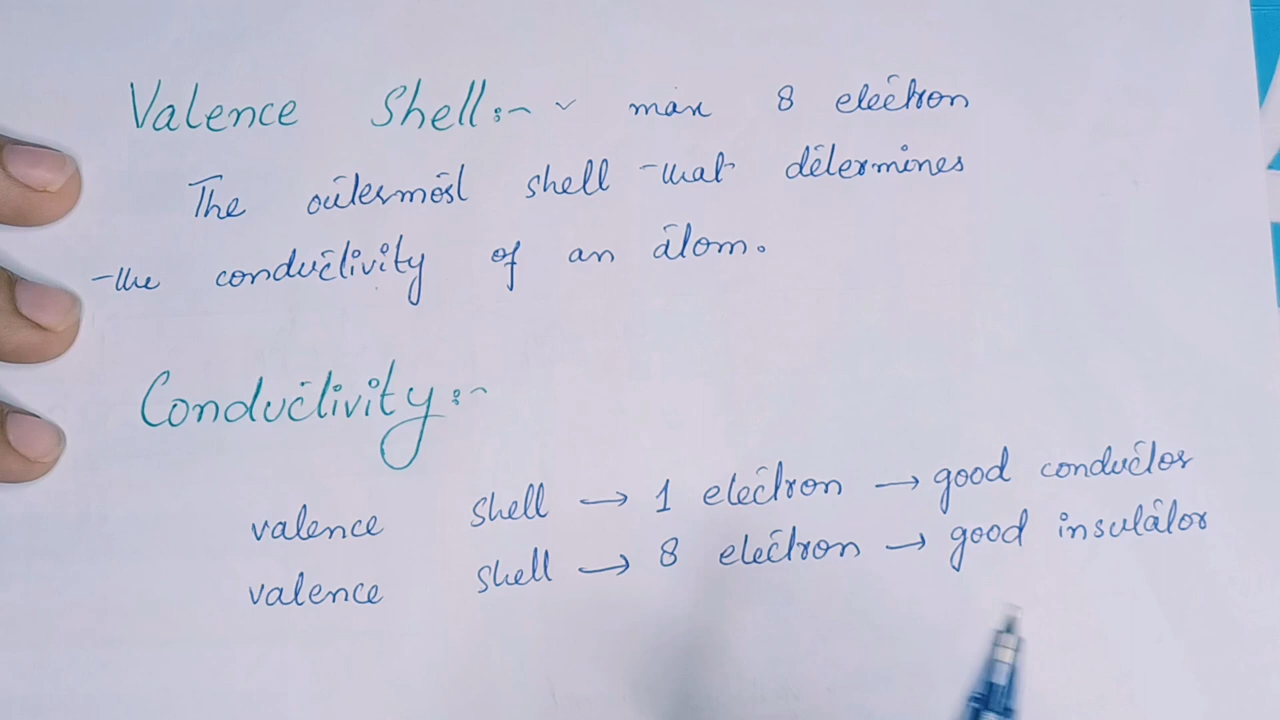 Valence Shell:- ✓ max 8 electron
The outermost shell that determines
the conductivity of an atom.
Conductivity:-
valence shell → 1 electron → good conductor
valence shell → 8 electron → good insulator